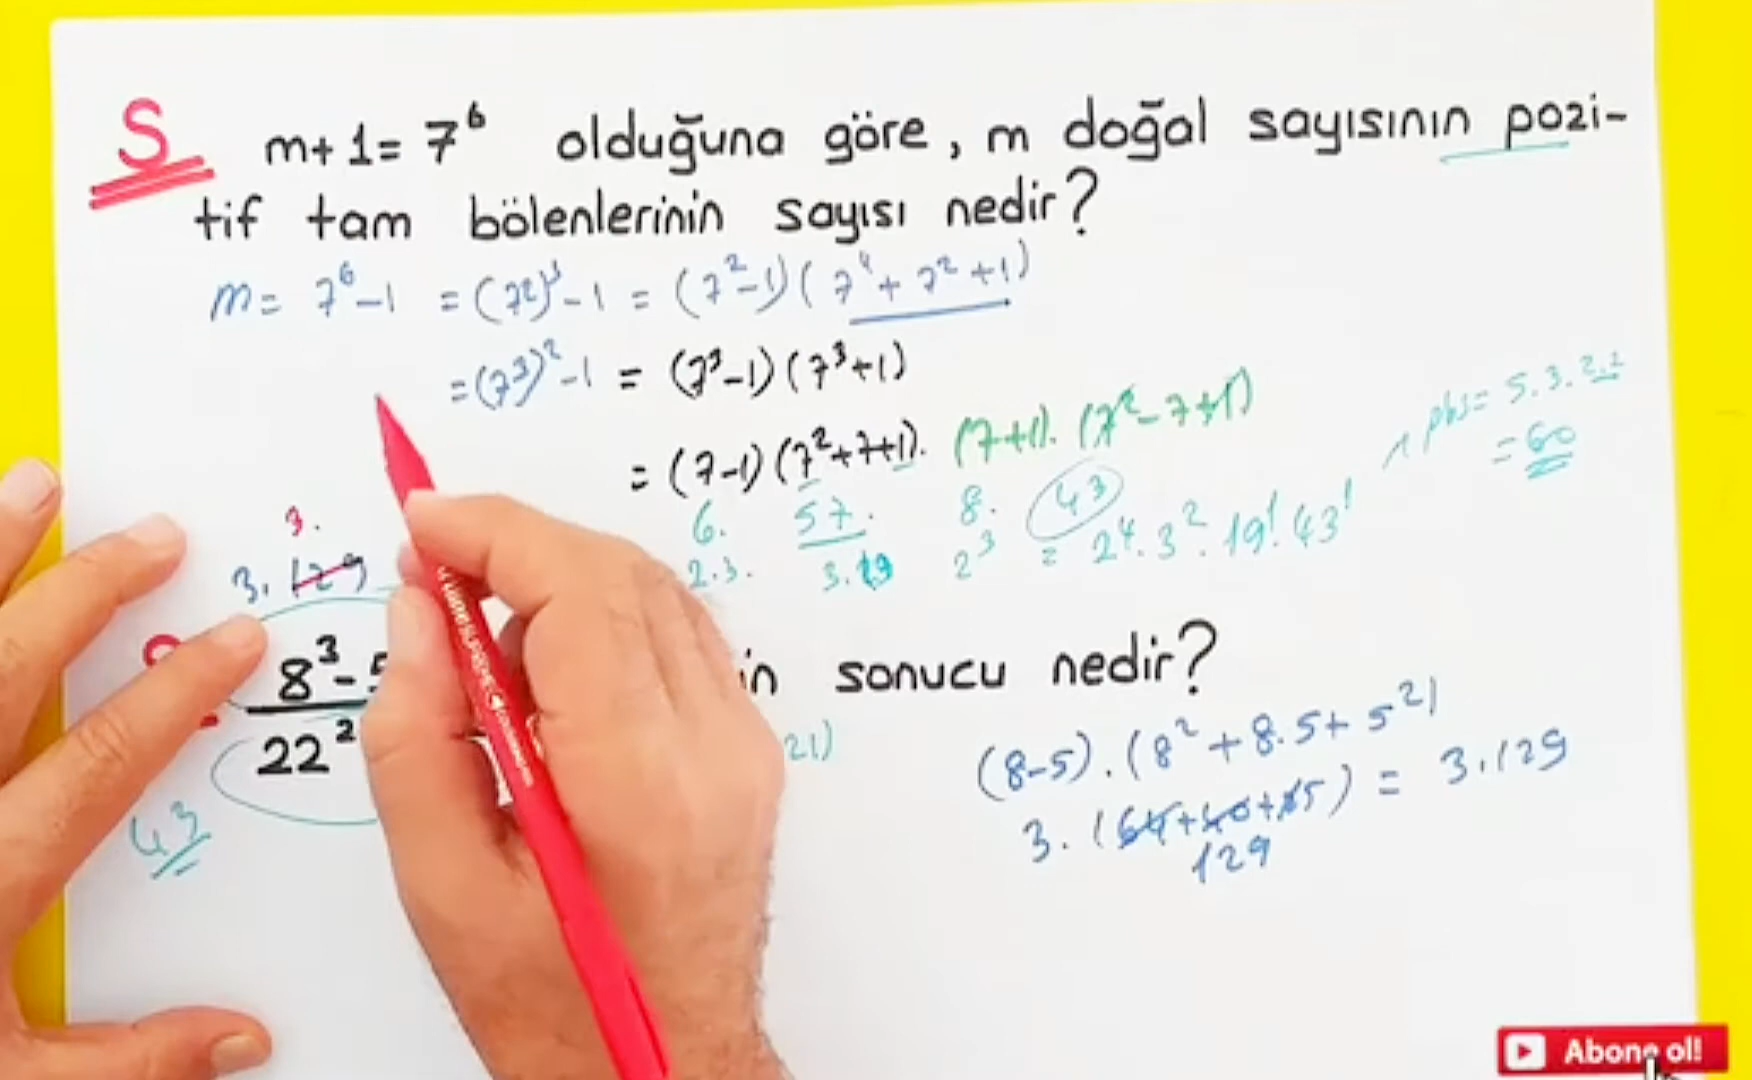 S m+1=7⁶ olduğuna göre, m doğal sayısının pozi-
tif tam bölenlerinin sayısı nedir?
m = 7⁶-1 = (7²)³-1 = (7²-1)(7⁴+7²+1)
=(7³)²-1 = (7³-1)(7³+1)
= (7-1)(7²+7+1). (7+1). (7²-7+1)
pbs = 5.3.2.2
= 60
6. 57. 8. 43
2.3. 3.19 2³ = 2⁴.3².19¹.43¹
3.
3. 129
8³-5
22²
in sonucu nedir?
21)
43
(8-5).(8²+8.5+5²)
3.(64+40+25) = 3.129
129
Abone ol!